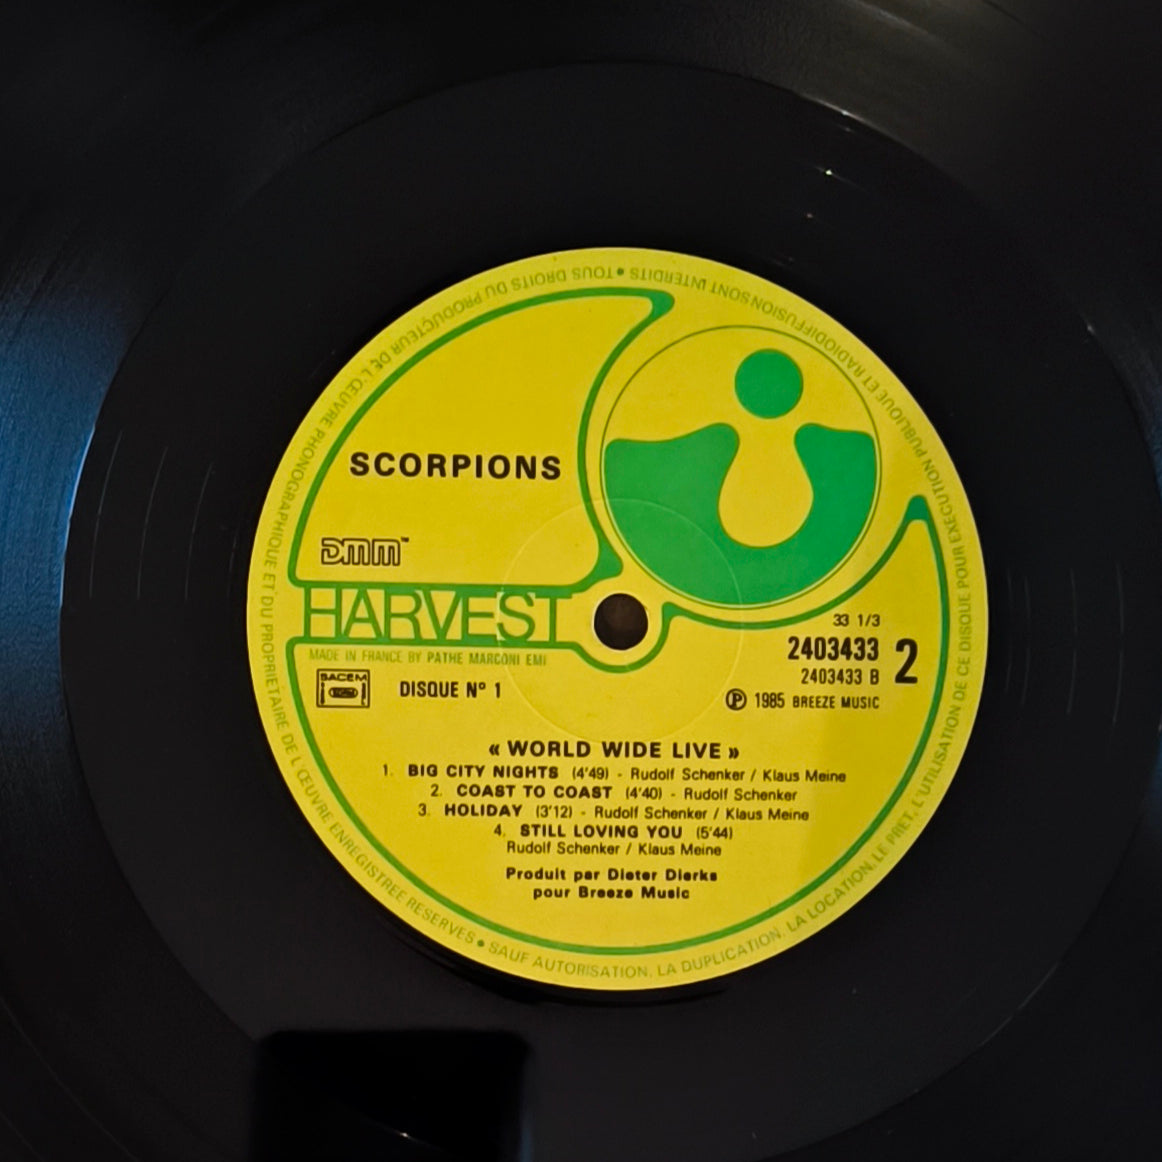 SCORPIONS
DMM™
HARVEST
MADE IN FRANCE BY PATHE MARCONI EMI
SACEM
DISQUE Nº 1
33 1/3
2403433
2
2403433 B
Ⓟ 1985 BREEZE MUSIC
« WORLD WIDE LIVE »
1. BIG CITY NIGHTS (4'49) - Rudolf Schenker / Klaus Meine
2. COAST TO COAST (4'40) - Rudolf Schenker
3. HOLIDAY (3'12) - Rudolf Schenker / Klaus Meine
4. STILL LOVING YOU (5'44)
Rudolf Schenker / Klaus Meine
Produit par Dieter Dierks
pour Breeze Music
TOUS DROITS DU PRODUCTEUR DE L'ŒUVRE PHONOGRAPHIQUE ET DU PROPRIETAIRE DE L'ŒUVRE ENREGISTREE RESERVES • SAUF AUTORISATION, LA DUPLICATION, LA LOCATION, LE PRET, L'UTILISATION DE CE DISQUE POUR EXECUTION PUBLIQUE ET RADIODIFFUSION SONT INTERDITS •